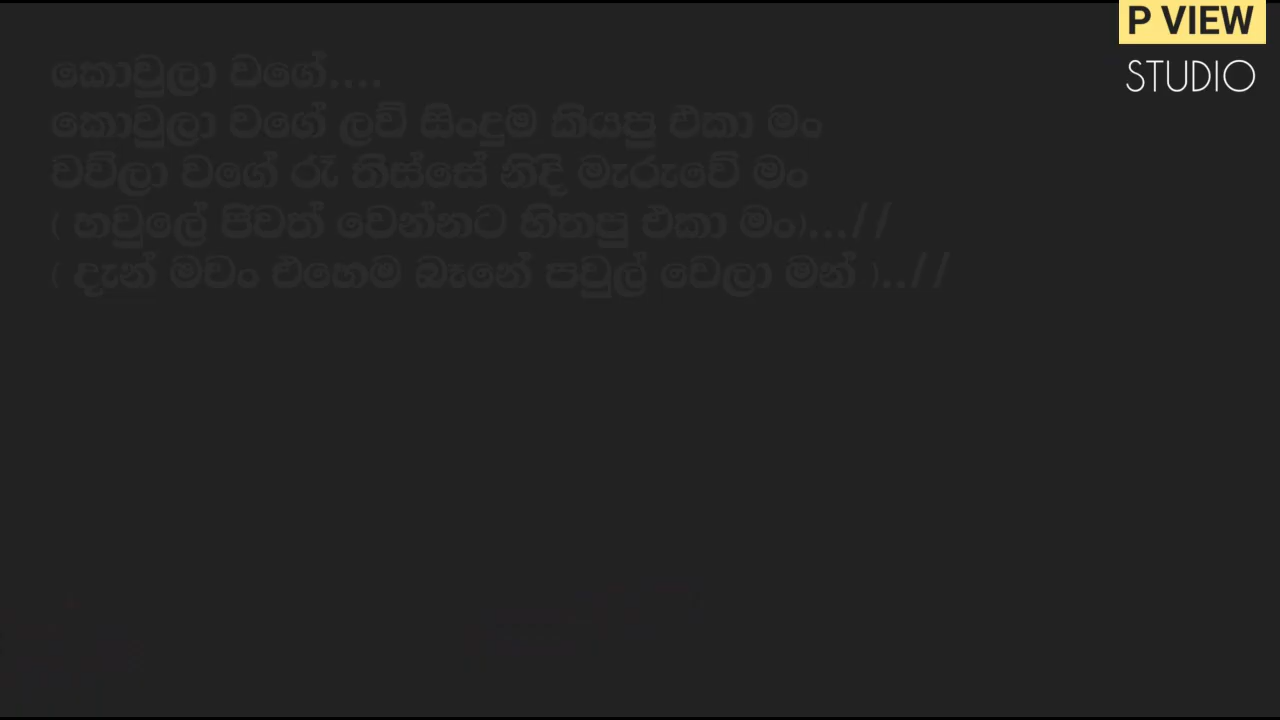 P VIEW
STUDIO
කොවුලා වගේ....
කොවුලා වගේ ලව් සිංදුම කියපු එකා මං
වව්ලා වගේ රෑ තිස්සේ නිදි මැරුවේ මං
( හවුලේ ජිවත් වෙන්නට හිතපු එකා මං)...//
( දැන් මටං එහෙම බෑනේ පවුල් වෙලා මන් )..//